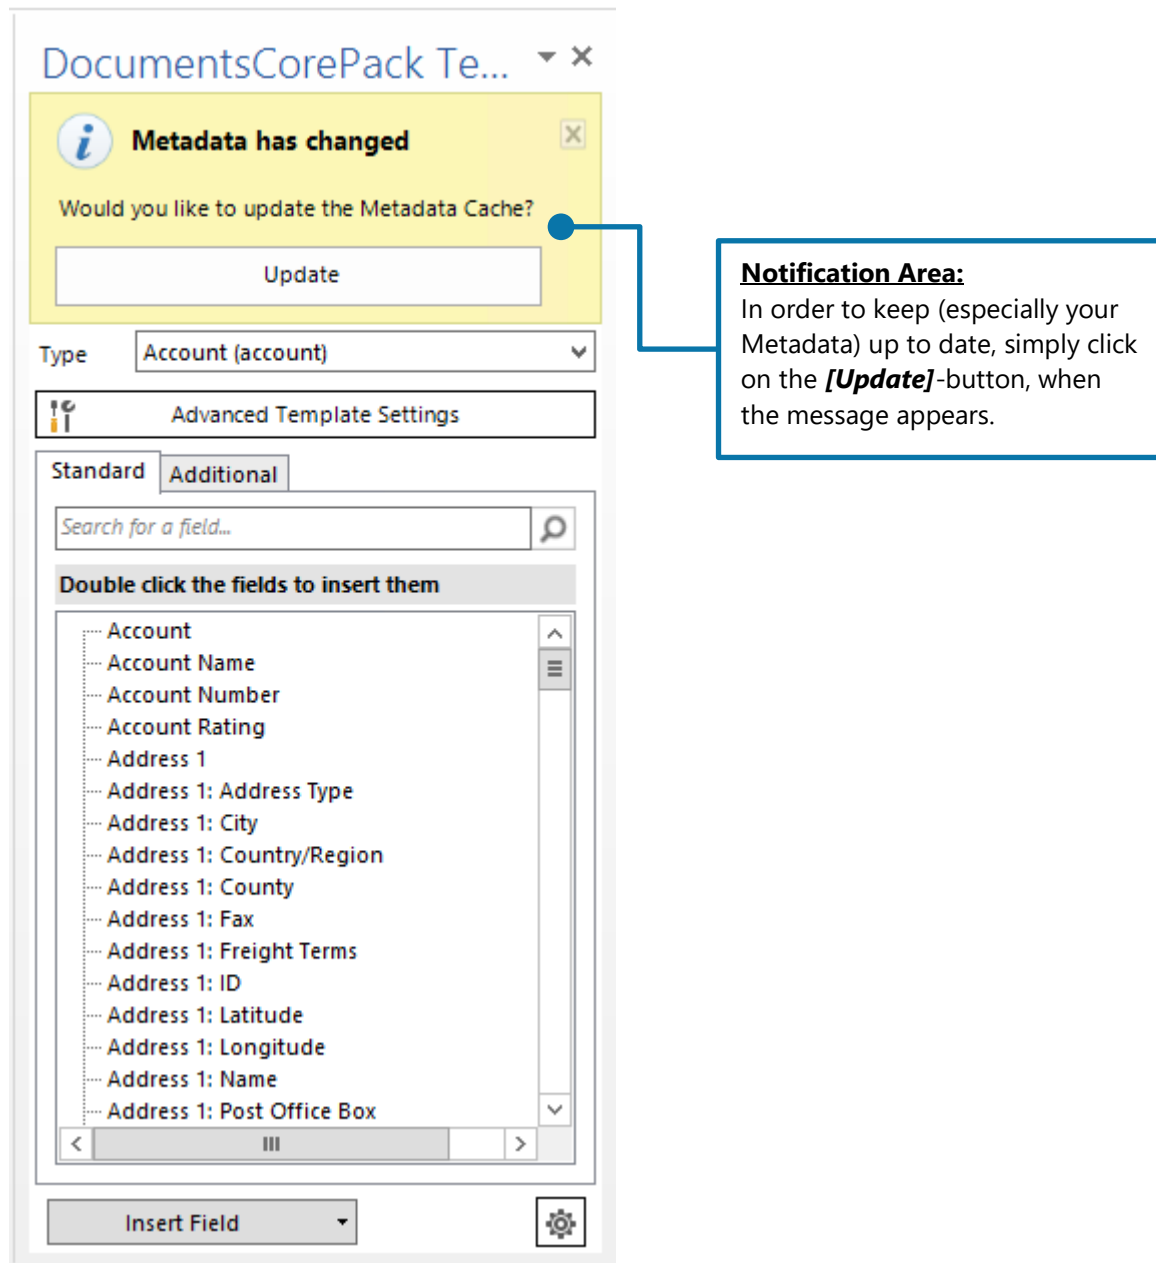 DocumentsCorePack Te...
Metadata has changed
Would you like to update the Metadata Cache?
Update
Type
Account (account)
Advanced Template Settings
Standard
Additional
Search for a field...
Double click the fields to insert them
Account
Account Name
Account Number
Account Rating
Address 1
Address 1: Address Type
Address 1: City
Address 1: Country/Region
Address 1: County
Address 1: Fax
Address 1: Freight Terms
Address 1: ID
Address 1: Latitude
Address 1: Longitude
Address 1: Name
Address 1: Post Office Box
Insert Field
Notification Area:
In order to keep (especially your
Metadata) up to date, simply click
on the [Update]-button, when
the message appears.